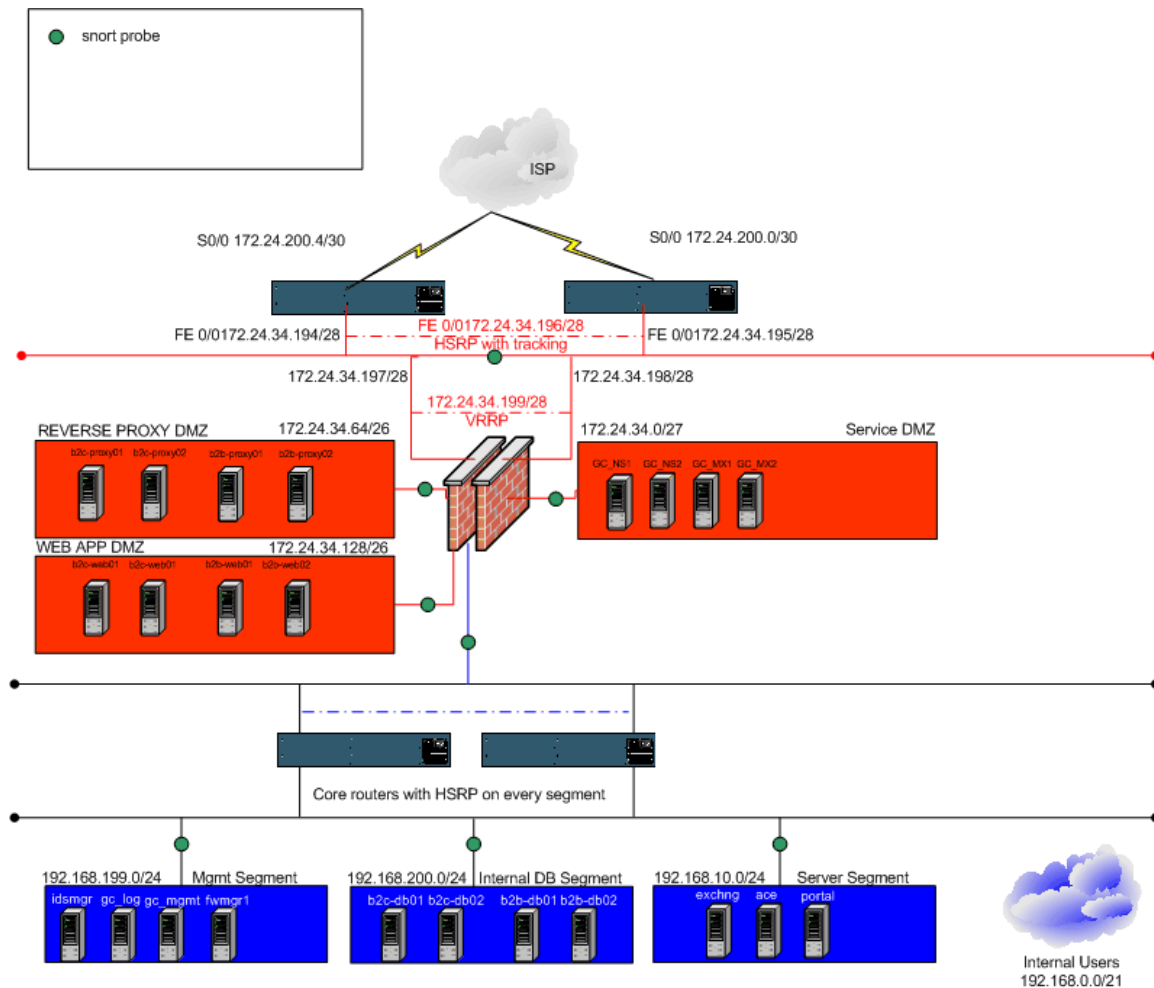 snort probe
ISP
S0/0 172.24.200.4/30
S0/0 172.24.200.0/30
FE 0/0172.24.34.194/28
FE 0/0172.24.34.196/28
HSRP with tracking
FE 0/0172.24.34.195/28
172.24.34.197/28
172.24.34.198/28
172.24.34.199/28
VRRP
REVERSE PROXY DMZ
172.24.34.64/26
b2c-proxy01
b2c-proxy02
b2b-proxy01
b2b-proxy02
172.24.34.0/27
Service DMZ
GC_NS1
GC_NS2
GC_MX1
GC_MX2
WEB APP DMZ
172.24.34.128/26
b2c-web01
b2c-web01
b2b-web01
b2b-web02
Core routers with HSRP on every segment
192.168.199.0/24
Mgmt Segment
idsmgr
gc_log
gc_mgmt
fwmgr1
192.168.200.0/24
Internal DB Segment
b2c-db01
b2c-db02
b2b-db01
b2b-db02
192.168.10.0/24
Server Segment
exchng
ace
portal
Internal Users
192.168.0.0/21